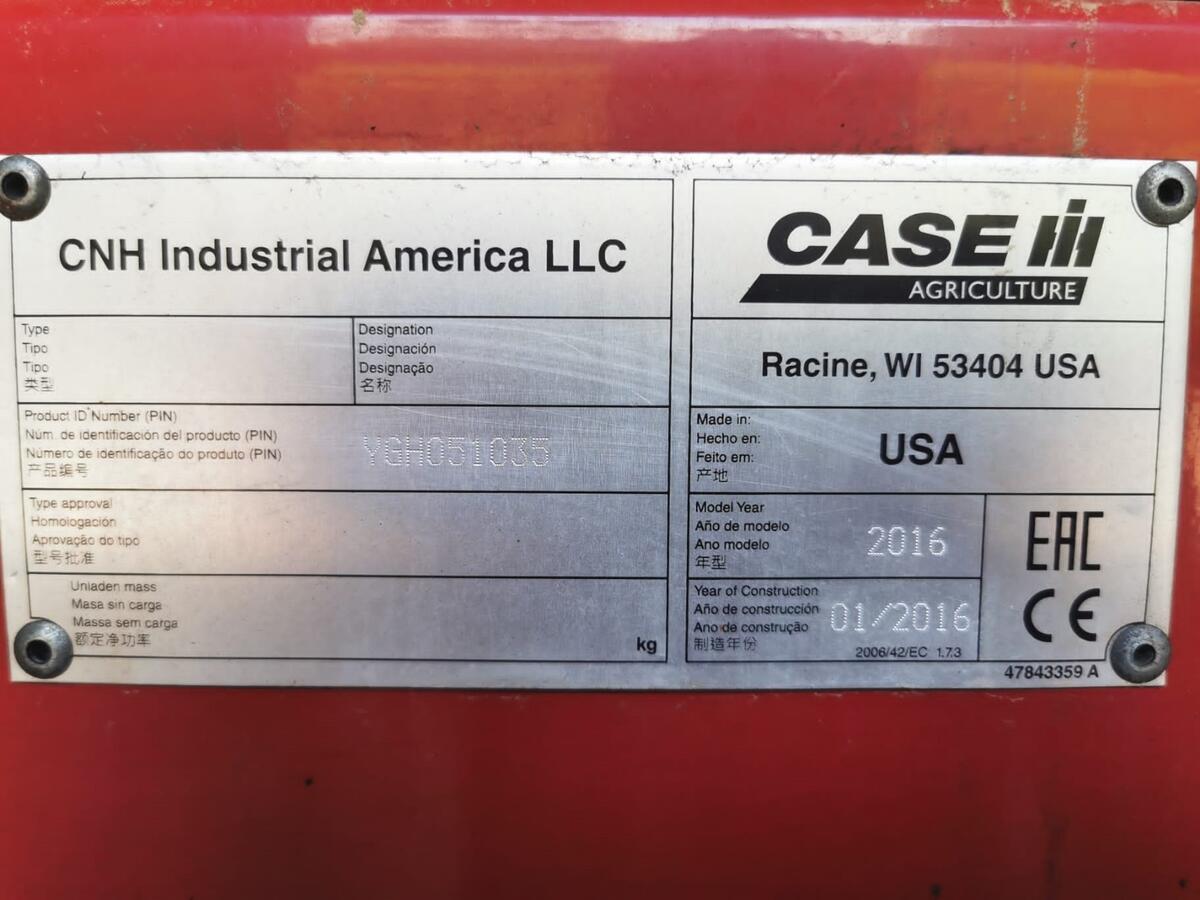 CNH Industrial America LLC
Type
Tipo
Tipo
类型
Designation
Designación
Designação
名称
Product ID Number (PIN)
Núm. de identificación del producto (PIN)
Número de identificação do produto (PIN)
产品编号
YGH051035
Type approval
Homologación
Aprovação do tipo
型号批准
Unladen mass
Masa sin carga
Massa sem carga
额定净功率
kg
CASE IH
AGRICULTURE
Racine, WI 53404 USA
Made in:
Hecho en:
Feito em:
产地
USA
Model Year
Año de modelo
Ano modelo
年型
2016
Year of Construction
Año de construcción
Ano de construção
制造年份
01/2016
2006/42/EC 1.7.3
EAC
CE
47843359 A